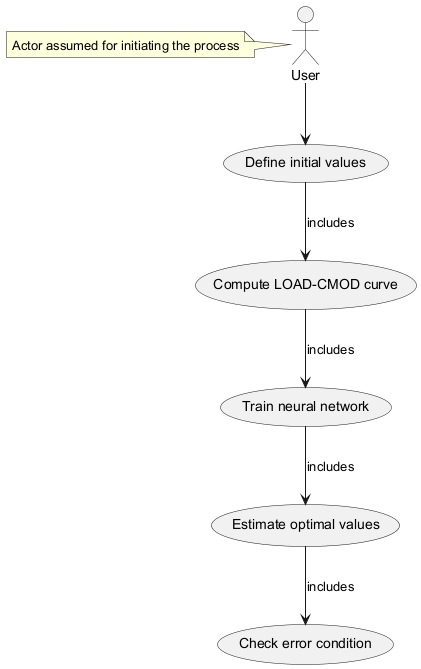 Actor assumed for initiating the process
User
Define initial values
includes
Compute LOAD-CMOD curve
includes
Train neural network
includes
Estimate optimal values
includes
Check error condition